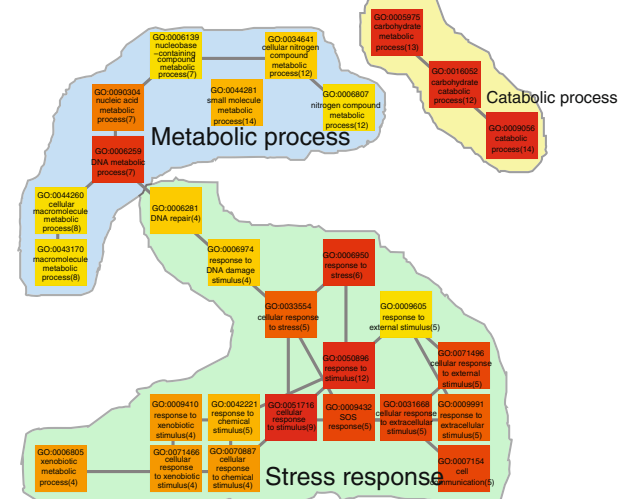 GO:0005975
carbohydrate
metabolic
process(13)
GO:0016052
carbohydrate
catabolic
process(12)
GO:0009056
catabolic
process(14)
Catabolic process
GO:0006139
nucleobase
−containing
compound
metabolic
process(7)
GO:0034641
cellular nitrogen
compound
metabolic
process(12)
GO:0090304
nucleic acid
metabolic
process(7)
GO:0044281
small molecule
metabolic
process(14)
GO:0006807
nitrogen compound
metabolic
process(12)
Metabolic process
GO:0006259
DNA metabolic
process(7)
GO:0044260
cellular
macromolecule
metabolic
process(8)
GO:0043170
macromolecule
metabolic
process(8)
GO:0006281
DNA repair(4)
GO:0006974
response to
DNA damage
stimulus(4)
GO:0006950
response to
stress(6)
GO:0033554
cellular response
to stress(5)
GO:0009605
response to
external stimulus(5)
GO:0050896
response to
stimulus(12)
GO:0071496
cellular response
to external
stimulus(5)
GO:0009410
response to
xenobiotic
stimulus(4)
GO:0042221
response to
chemical
stimulus(5)
GO:0051716
cellular
response
to stimulus(9)
GO:0009432
SOS
response(5)
GO:0031668
cellular response
to extracellular
stimulus(5)
GO:0009991
response to
extracellular
stimulus(5)
GO:0006805
xenobiotic
metabolic
process(4)
GO:0071466
cellular
response to
xenobiotic
stimulus(4)
GO:0070887
cellular
response to
chemical
stimulus(4)
GO:0007154
cell
communication(5)
Stress response